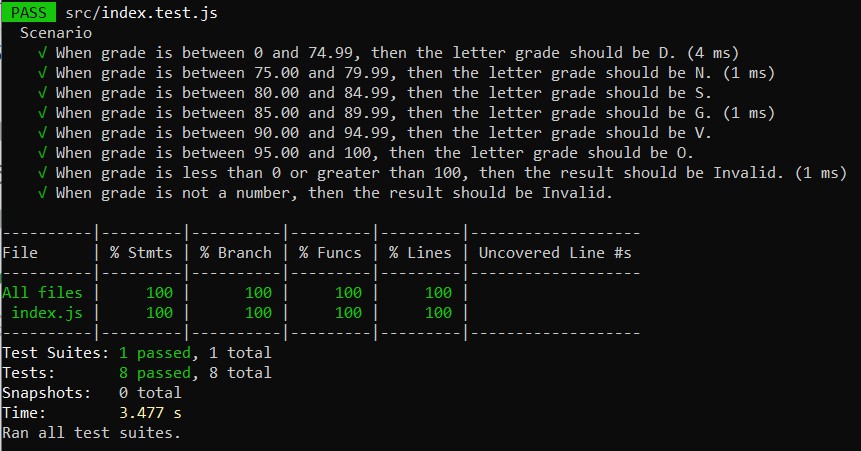 PASS src/index.test.js
Scenario
√ When grade is between 0 and 74.99, then the letter grade should be D. (4 ms)
√ When grade is between 75.00 and 79.99, then the letter grade should be N. (1 ms)
√ When grade is between 80.00 and 84.99, then the letter grade should be S.
√ When grade is between 85.00 and 89.99, then the letter grade should be G. (1 ms)
√ When grade is between 90.00 and 94.99, then the letter grade should be V.
√ When grade is between 95.00 and 100, then the letter grade should be O.
√ When grade is less than 0 or greater than 100, then the result should be Invalid. (1 ms)
√ When grade is not a number, then the result should be Invalid.
----------|---------|----------|---------|---------|-------------------
File      | % Stmts | % Branch | % Funcs | % Lines | Uncovered Line #s
----------|---------|----------|---------|---------|-------------------
All files |     100 |      100 |     100 |     100 |
 index.js |     100 |      100 |     100 |     100 |
----------|---------|----------|---------|---------|-------------------
Test Suites: 1 passed, 1 total
Tests:       8 passed, 8 total
Snapshots:   0 total
Time:        3.477 s
Ran all test suites.